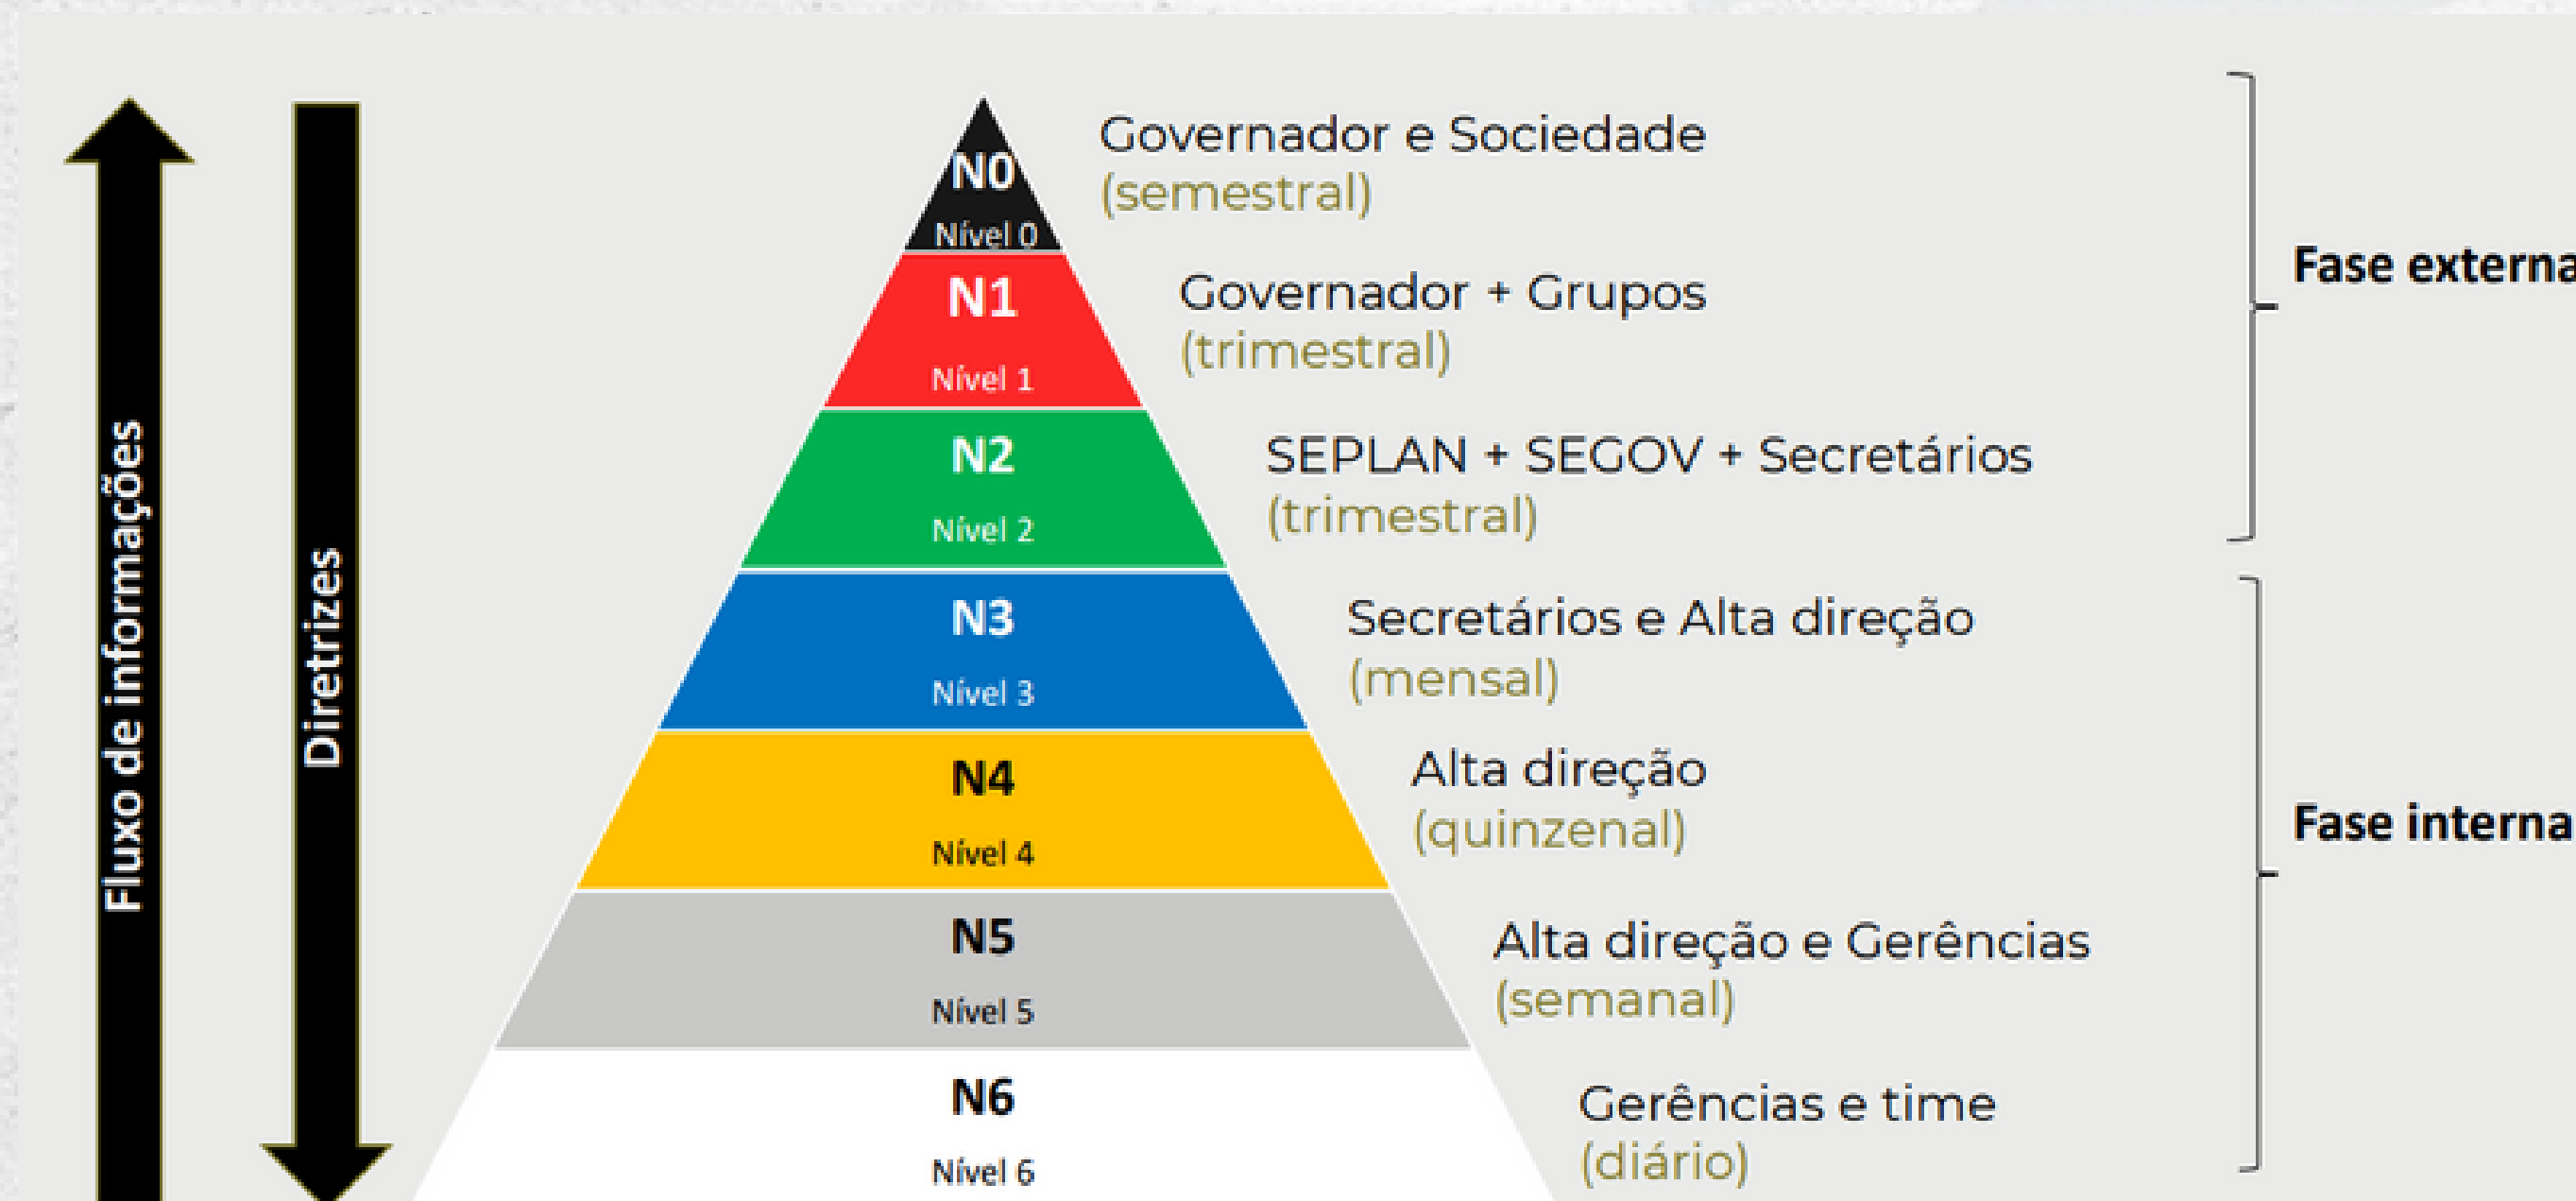 Fluxo de informações
Diretrizes
N0
Nível 0
Governador e Sociedade
(semestral)
N1
Nível 1
Governador + Grupos
(trimestral)
N2
Nível 2
SEPLAN + SEGOV + Secretários
(trimestral)
Fase externa
N3
Nível 3
Secretários e Alta direção
(mensal)
N4
Nível 4
Alta direção
(quinzenal)
N5
Nível 5
Alta direção e Gerências
(semanal)
N6
Nível 6
Gerências e time
(diário)
Fase interna